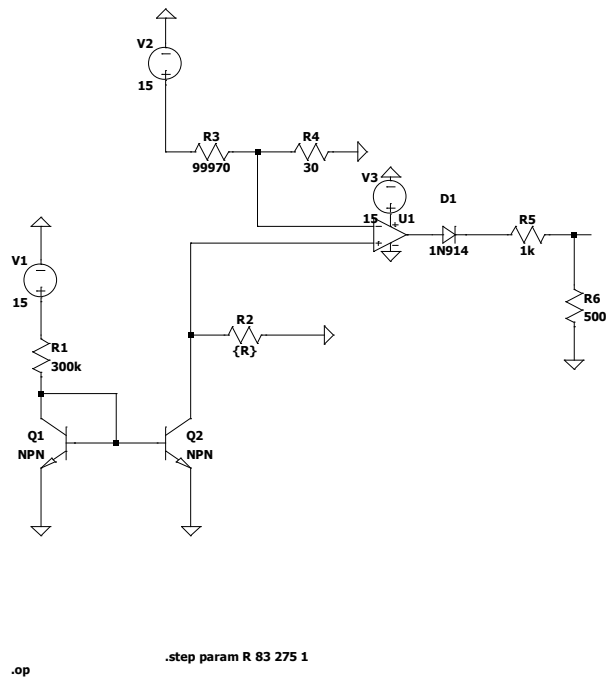 V2
15
R3
99970
R4
30
V3
15
U1
D1
1N914
R5
1k
R6
500
V1
15
R1
300k
R2
{R}
Q1
NPN
Q2
NPN
.step param R 83 275 1
.op